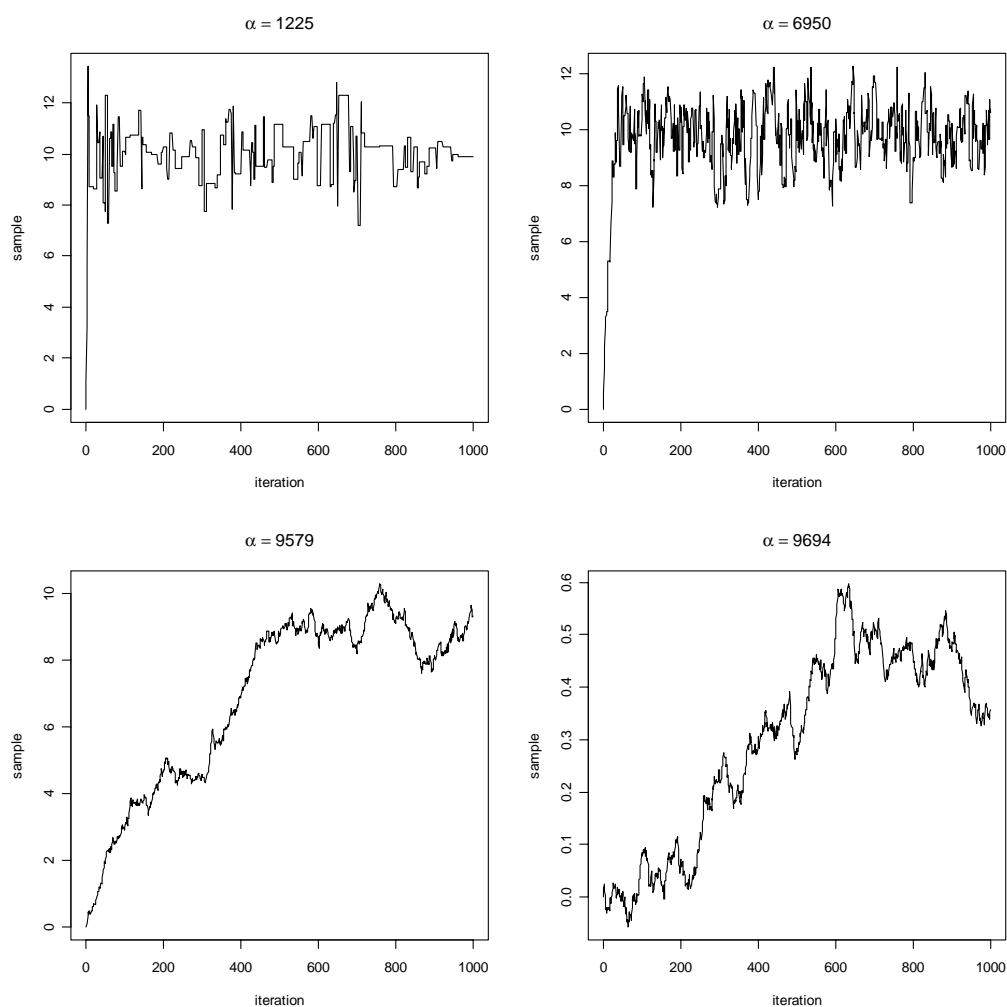 α = 1225
sample
0 2 4 6 8 10 12
0 200 400 600 800 1000
iteration
α = 6950
sample
0 2 4 6 8 10 12
0 200 400 600 800 1000
iteration
α = 9579
sample
0 2 4 6 8 10
0 200 400 600 800 1000
iteration
α = 9694
sample
0.0 0.1 0.2 0.3 0.4 0.5 0.6
0 200 400 600 800 1000
iteration